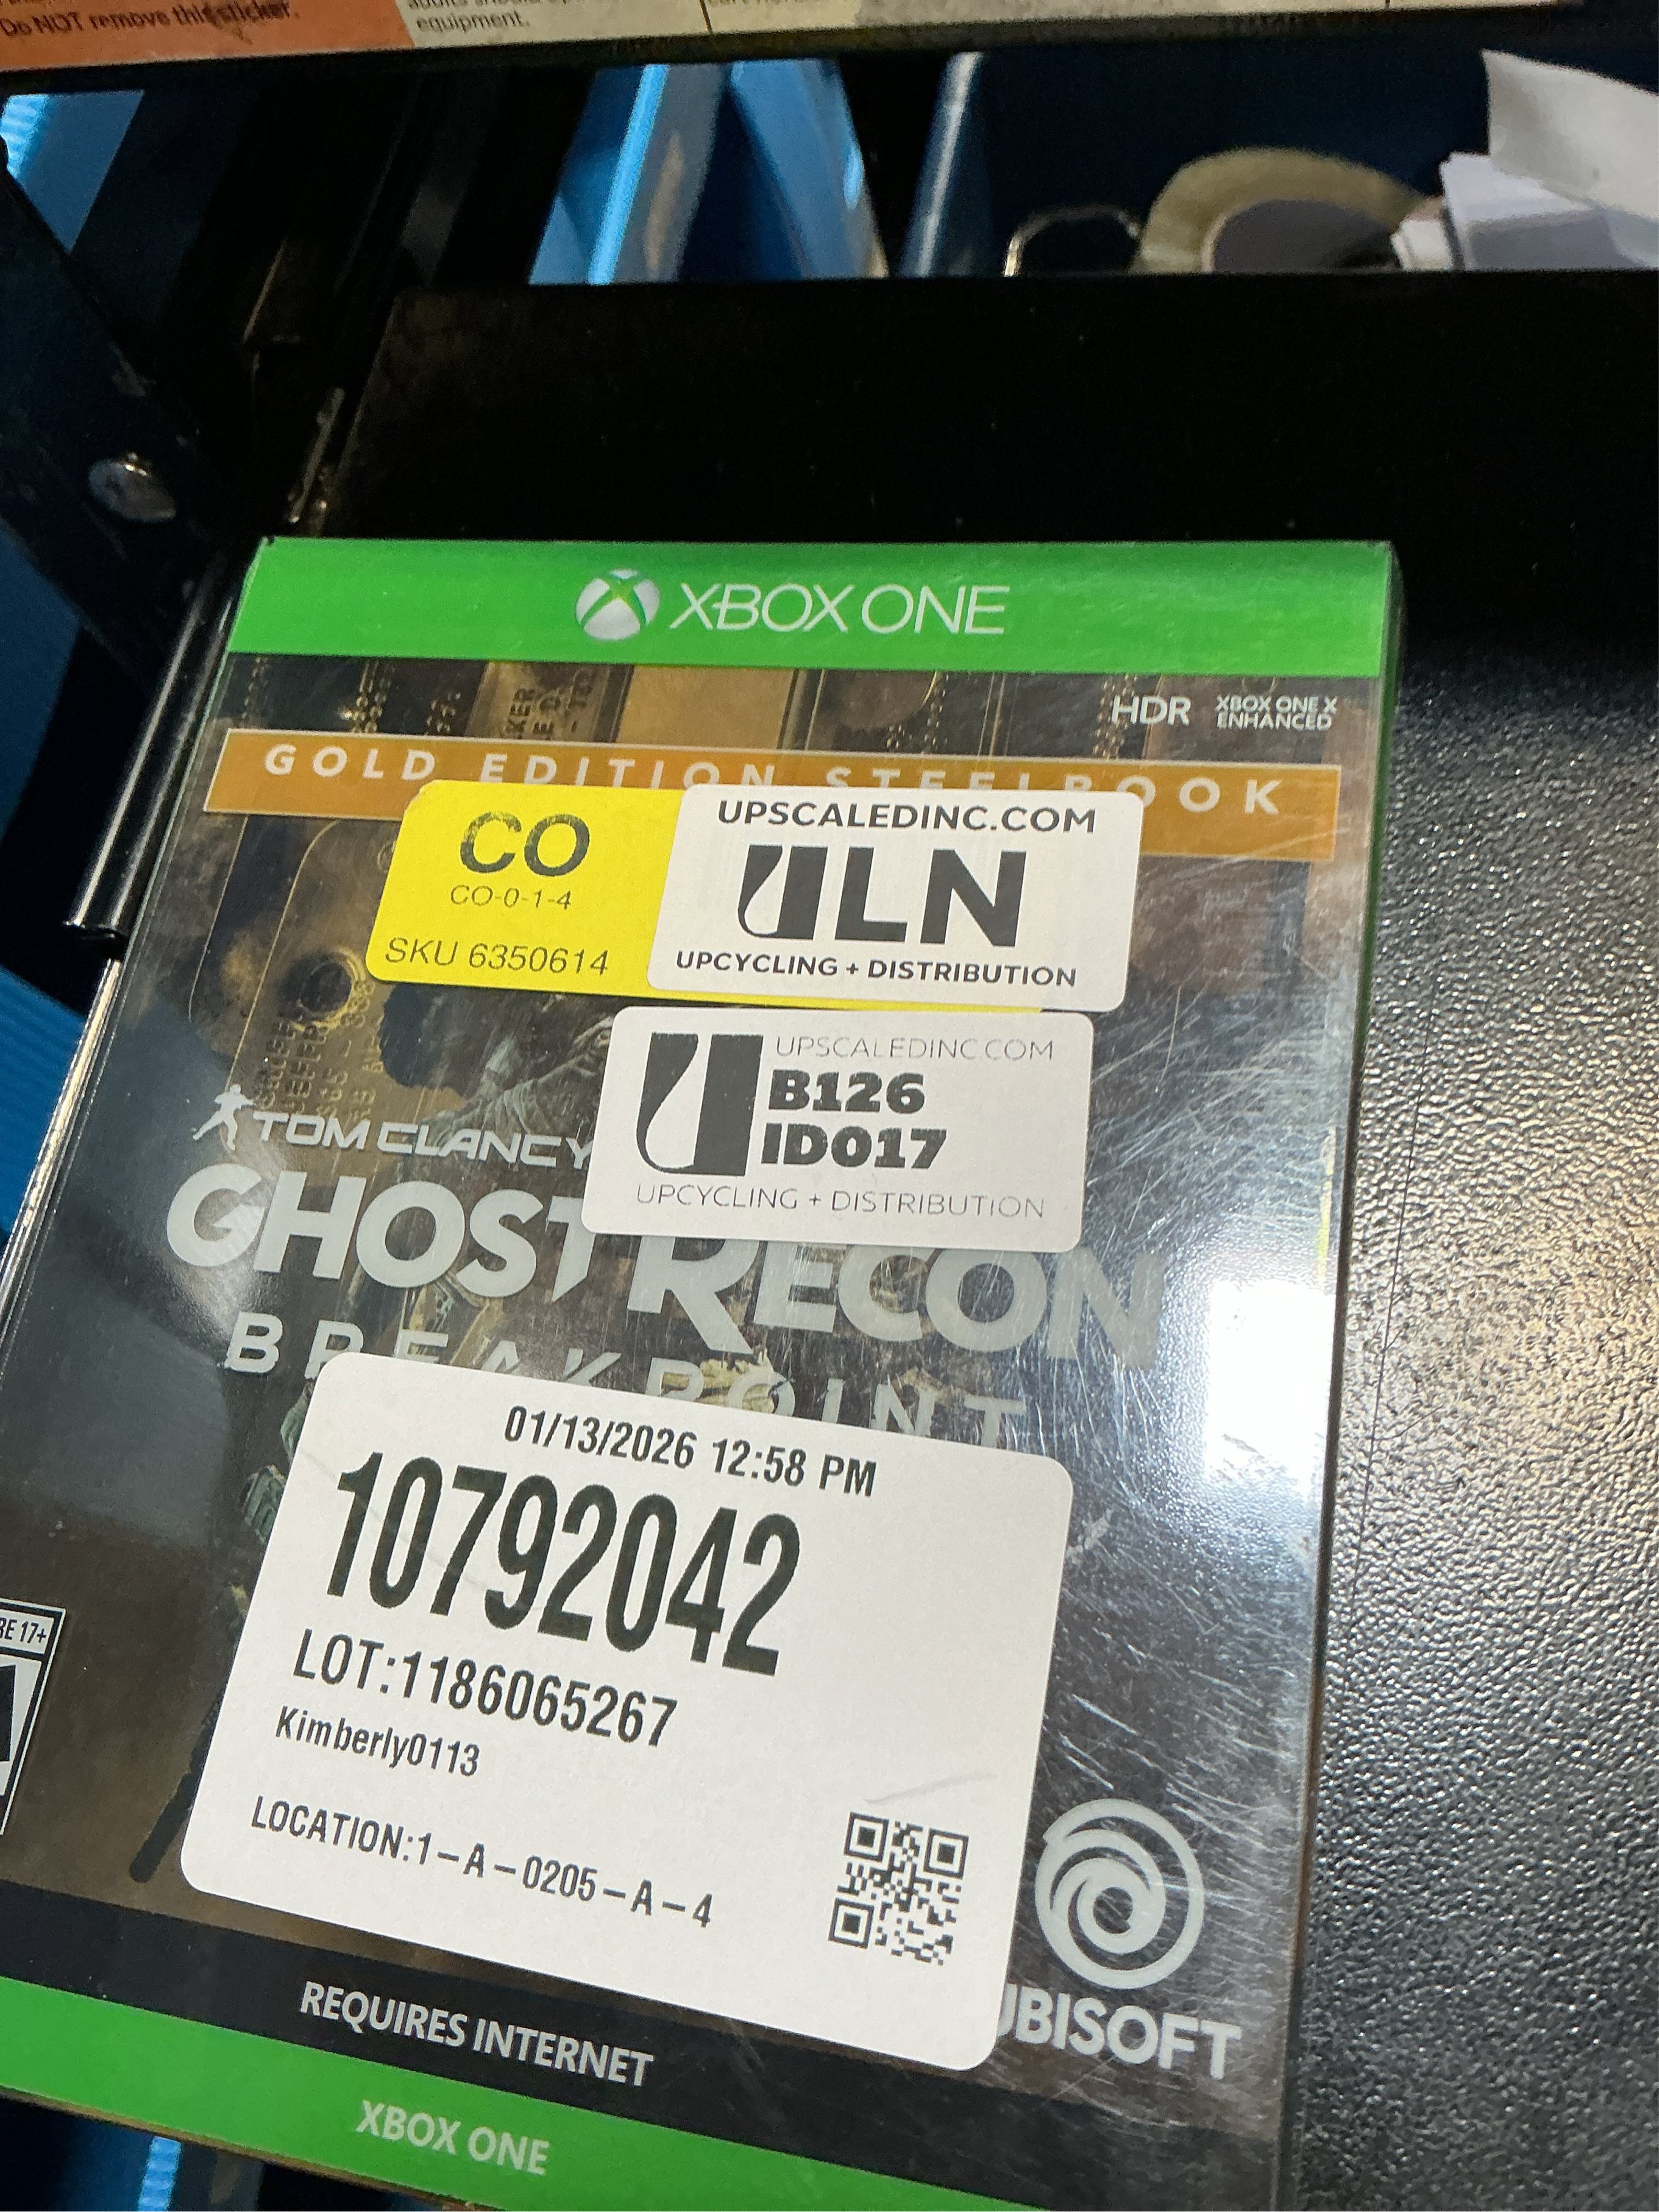 Do NOT remove this sticker.
equipment.
XBOX ONE
HDR XBOX ONE X
ENHANCED
GOLD EDITION STEELBOOK
CO
CO-0-1-4
SKU 6350614
UPSCALEDINC.COM
LN
UPCYCLING + DISTRIBUTION
UPSCALEDINC.COM
B126
ID017
UPCYCLING + DISTRIBUTION
TOM CLANCY
GHOST RECON
BREAKPOINT
01/13/2026 12:58 PM
10792042
LOT:1186065267
Kimberly0113
LOCATION:1-A-0205-A-4
17+
UBISOFT
REQUIRES INTERNET
XBOX ONE